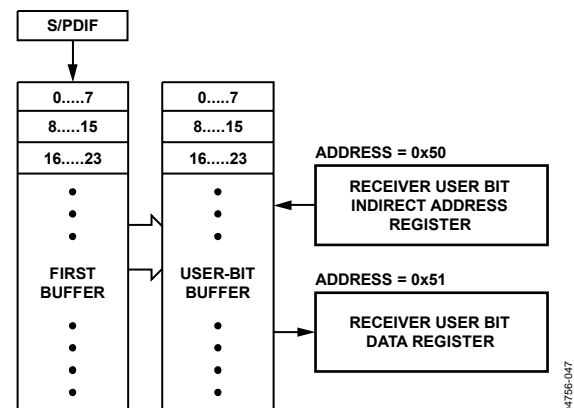 S/PDIF
0.....7
8.....15
16.....23
FIRST
BUFFER
0.....7
8.....15
16.....23
USER-BIT
BUFFER
ADDRESS = 0x50
RECEIVER USER BIT
INDIRECT ADDRESS
REGISTER
ADDRESS = 0x51
RECEIVER USER BIT
DATA REGISTER
04756-047